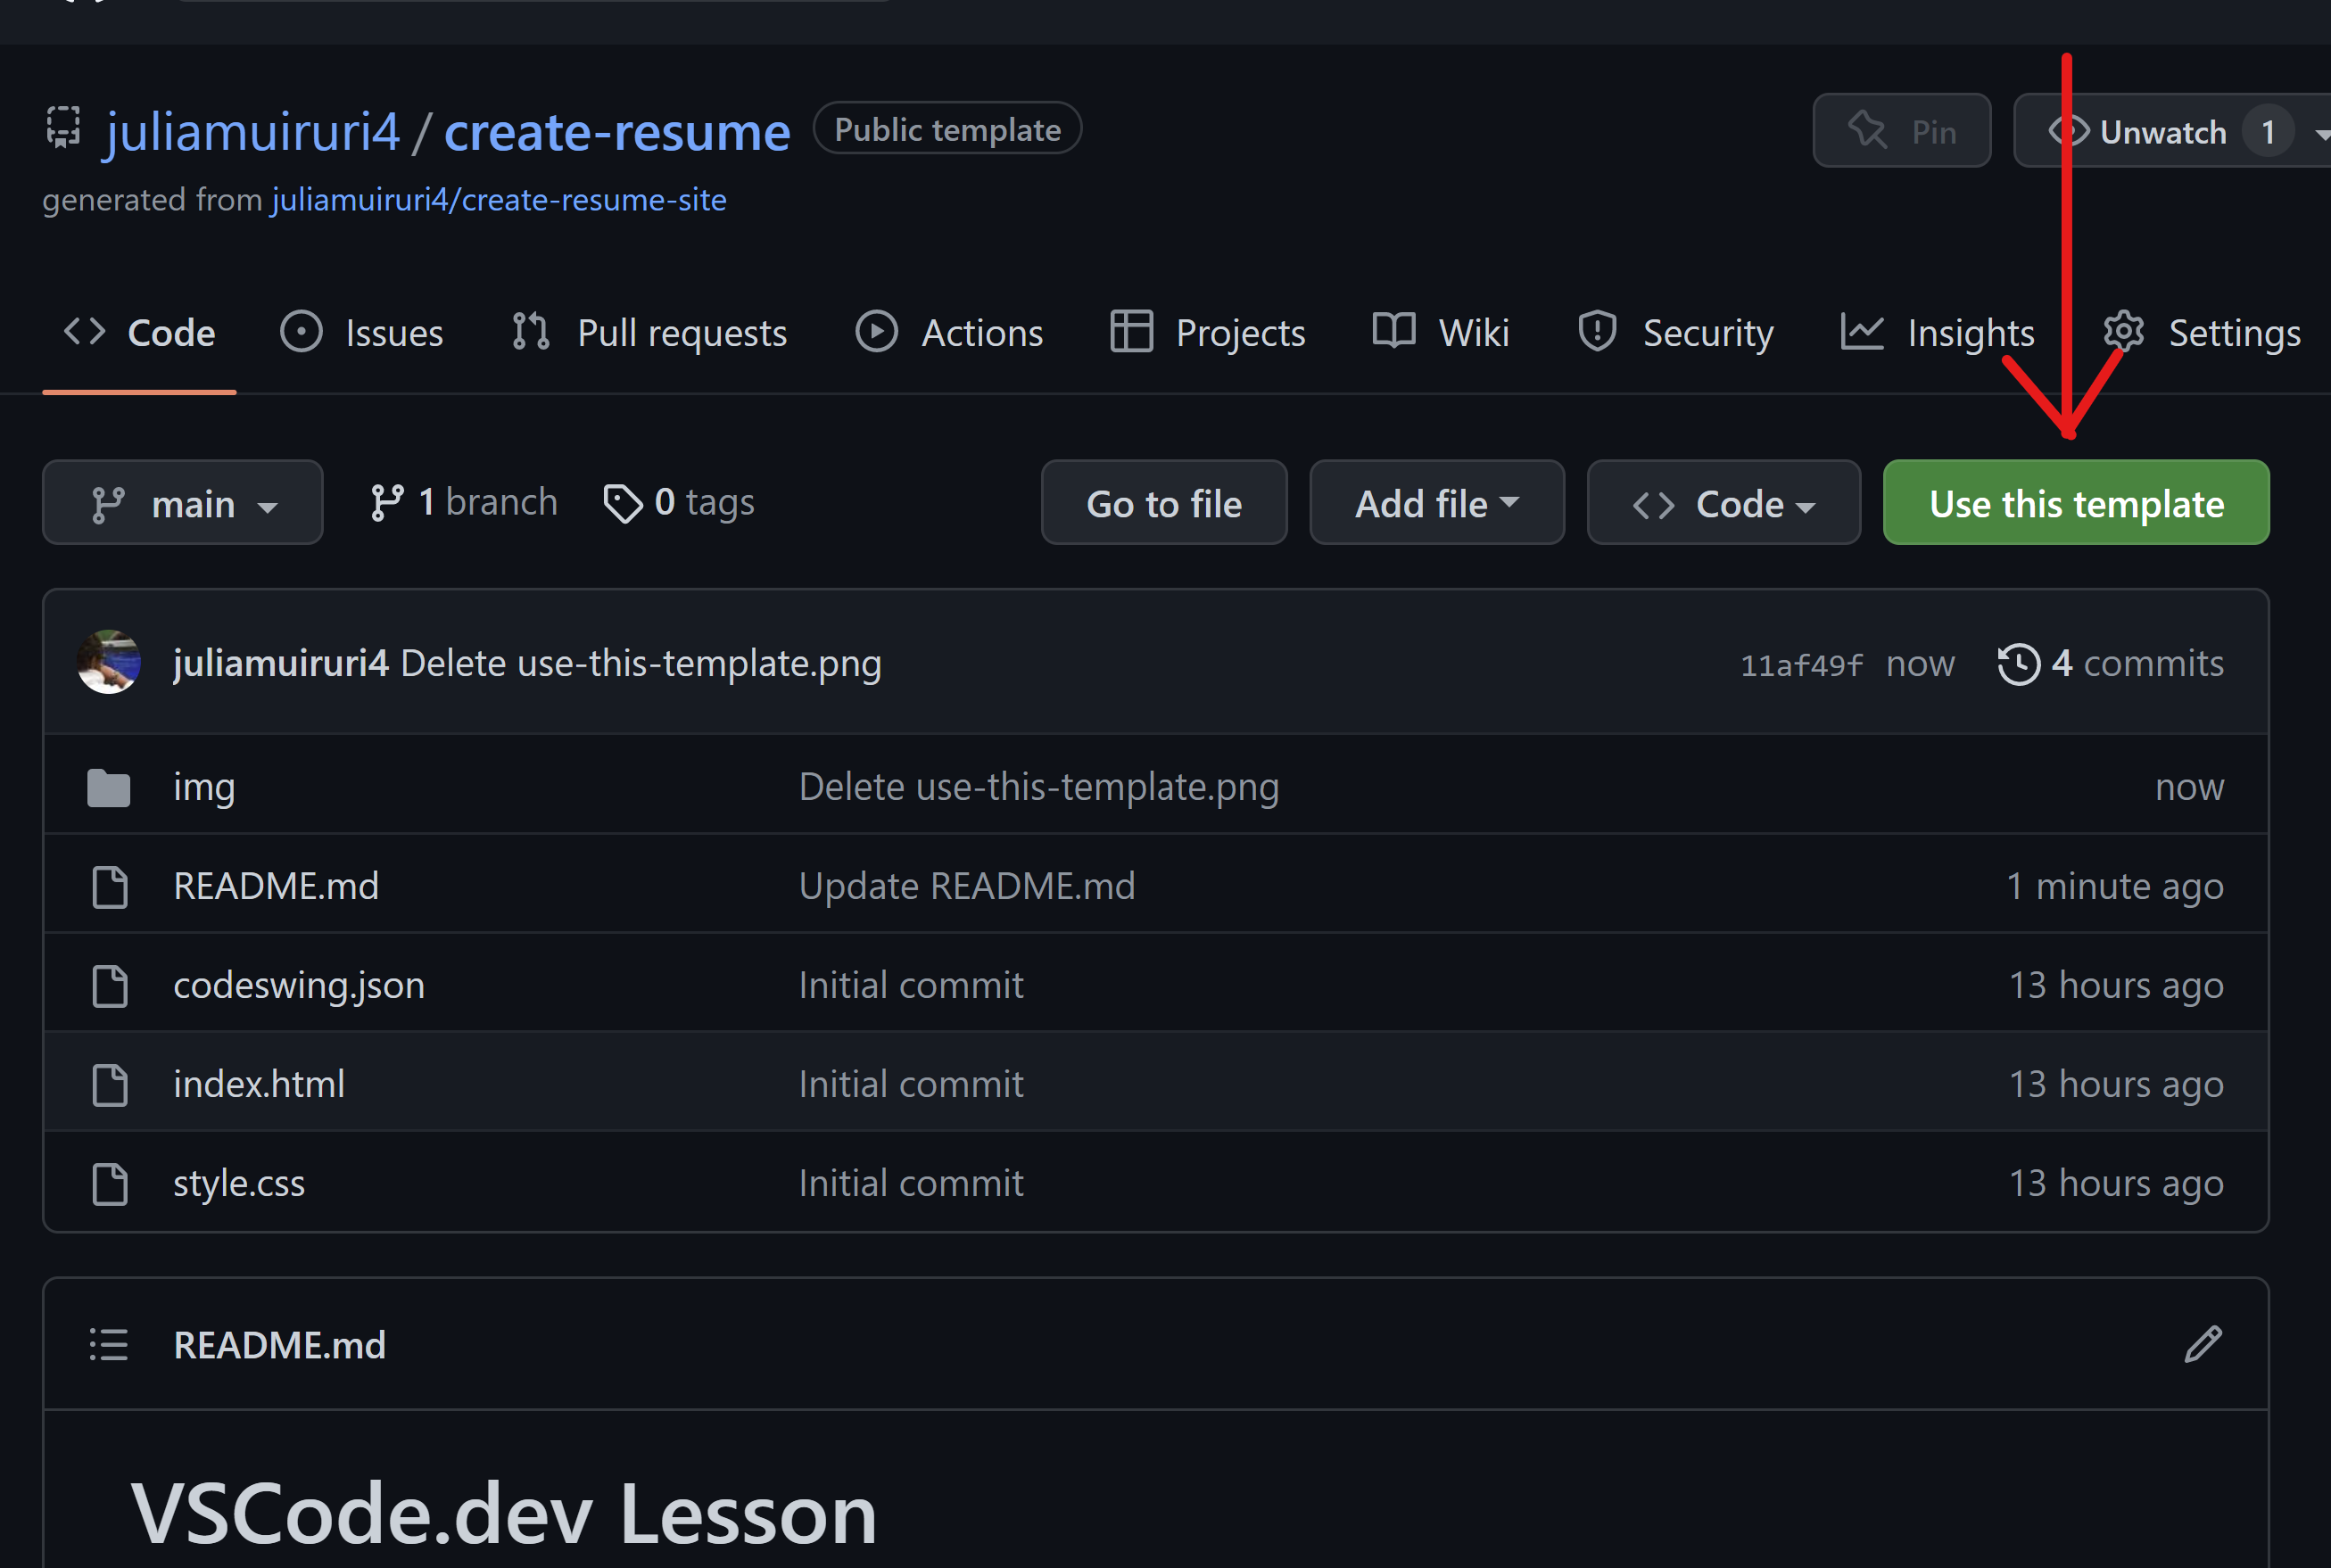 juliamuiruri4 / create-resume Public template Pin Unwatch 1
generated from juliamuiruri4/create-resume-site
Code Issues Pull requests Actions Projects Wiki Security Insights Settings
main 1 branch 0 tags Go to file Add file Code Use this template
juliamuiruri4 Delete use-this-template.png 11af49f now 4 commits
img Delete use-this-template.png now
README.md Update README.md 1 minute ago
codeswing.json Initial commit 13 hours ago
index.html Initial commit 13 hours ago
style.css Initial commit 13 hours ago
README.md
VSCode.dev Lesson